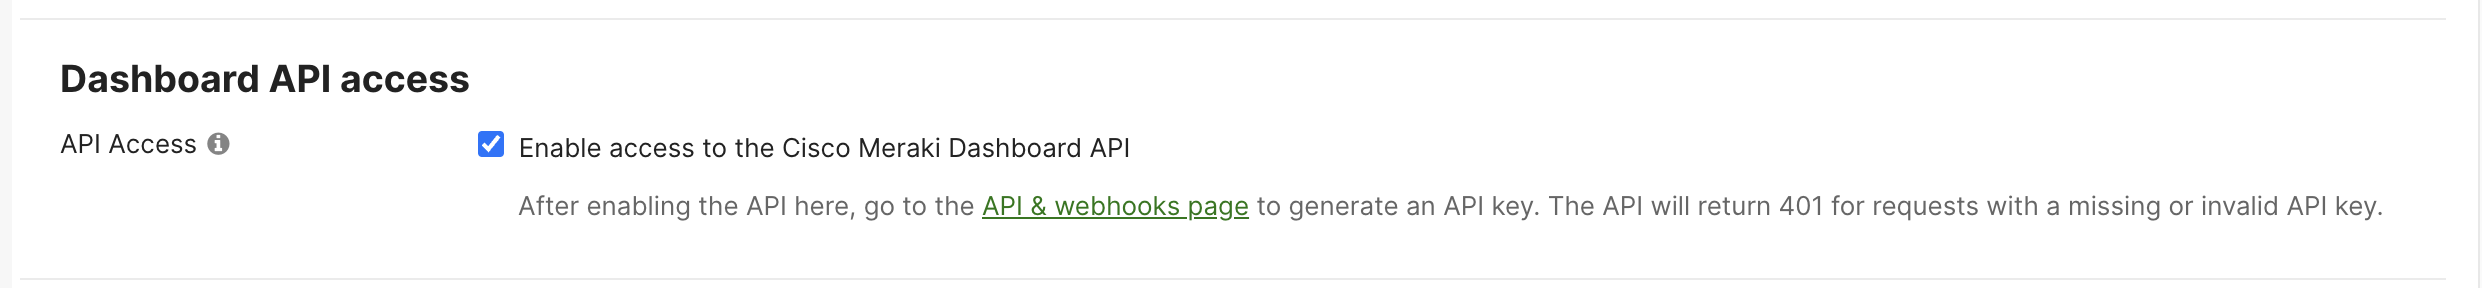 Dashboard API access
API Access
Enable access to the Cisco Meraki Dashboard API
After enabling the API here, go to the API & webhooks page to generate an API key. The API will return 401 for requests with a missing or invalid API key.